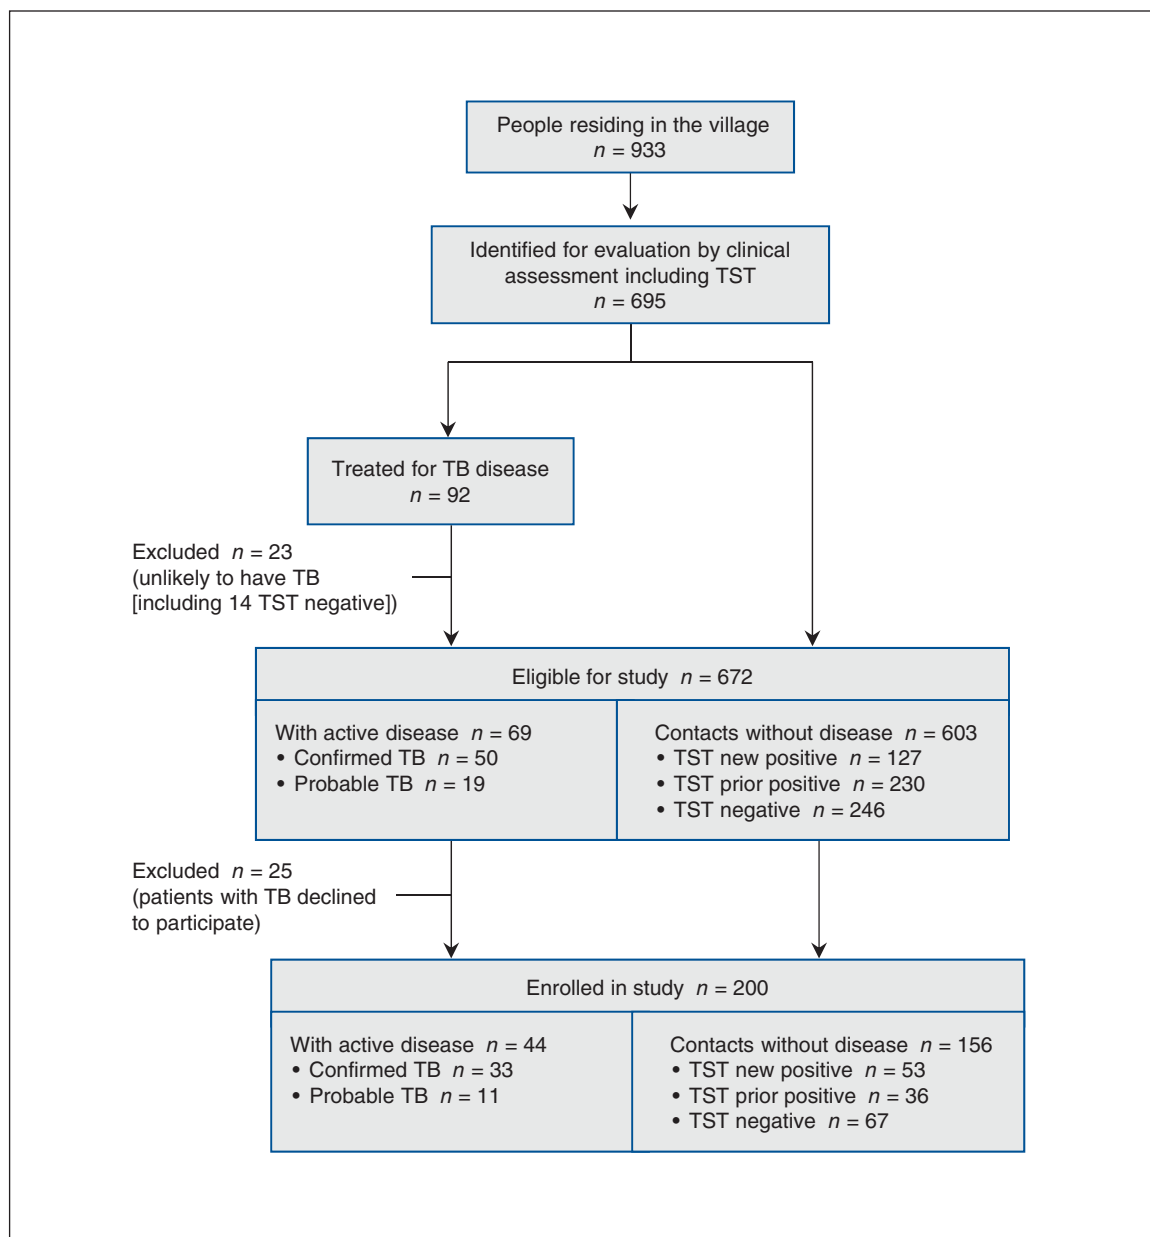 People residing in the village
n = 933
Identified for evaluation by clinical
assessment including TST
n = 695
Treated for TB disease
n = 92
Excluded n = 23
(unlikely to have TB
[including 14 TST negative])
Eligible for study n = 672
With active disease n = 69
• Confirmed TB n = 50
• Probable TB n = 19
Contacts without disease n = 603
• TST new positive n = 127
• TST prior positive n = 230
• TST negative n = 246
Excluded n = 25
(patients with TB declined
to participate)
Enrolled in study n = 200
With active disease n = 44
• Confirmed TB n = 33
• Probable TB n = 11
Contacts without disease n = 156
• TST new positive n = 53
• TST prior positive n = 36
• TST negative n = 67